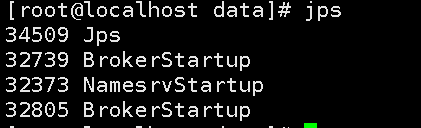 [root@localhost data]# jps
34509 Jps
32739 BrokerStartup
32373 NamesrvStartup
32805 BrokerStartup